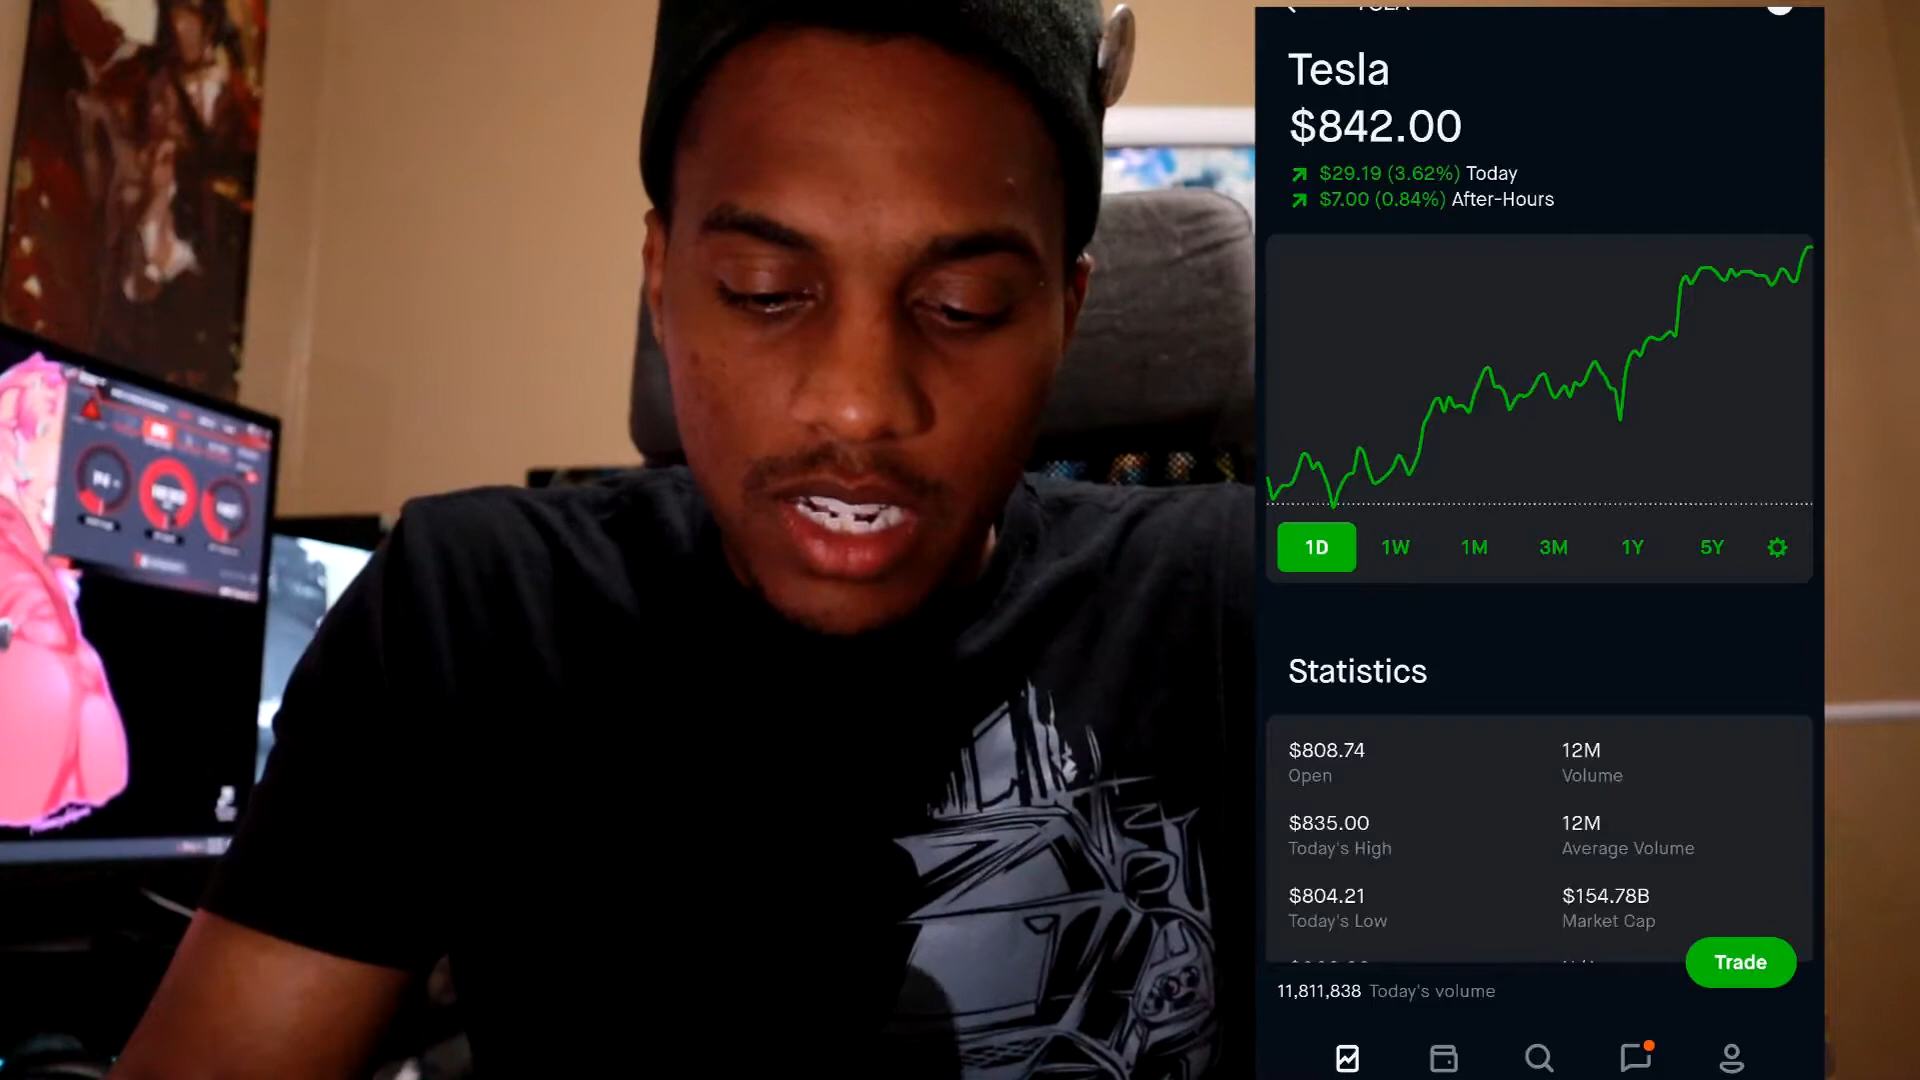 Tesla
$842.00
$29.19 (3.62%) Today
$7.00 (0.84%) After-Hours
1D 1W 1M 3M 1Y 5Y
Statistics
$808.74 12M
Open Volume
$835.00 12M
Today's High Average Volume
$804.21 $154.78B
Today's Low Market Cap
Trade
11,811,838 Today's volume